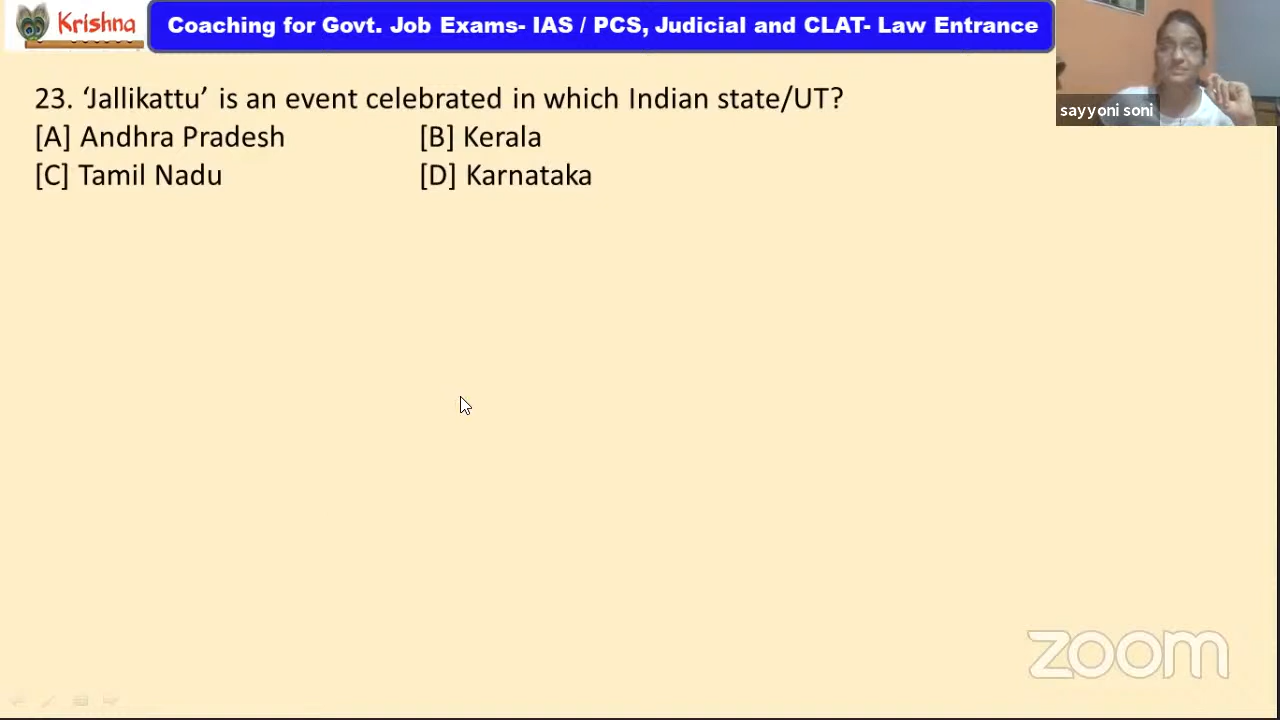 Krishna
Coaching for Govt. Job Exams- IAS / PCS, Judicial and CLAT- Law Entrance
sayyoni soni
23. ‘Jallikattu’ is an event celebrated in which Indian state/UT?
[A] Andhra Pradesh [B] Kerala
[C] Tamil Nadu [D] Karnataka
zoom